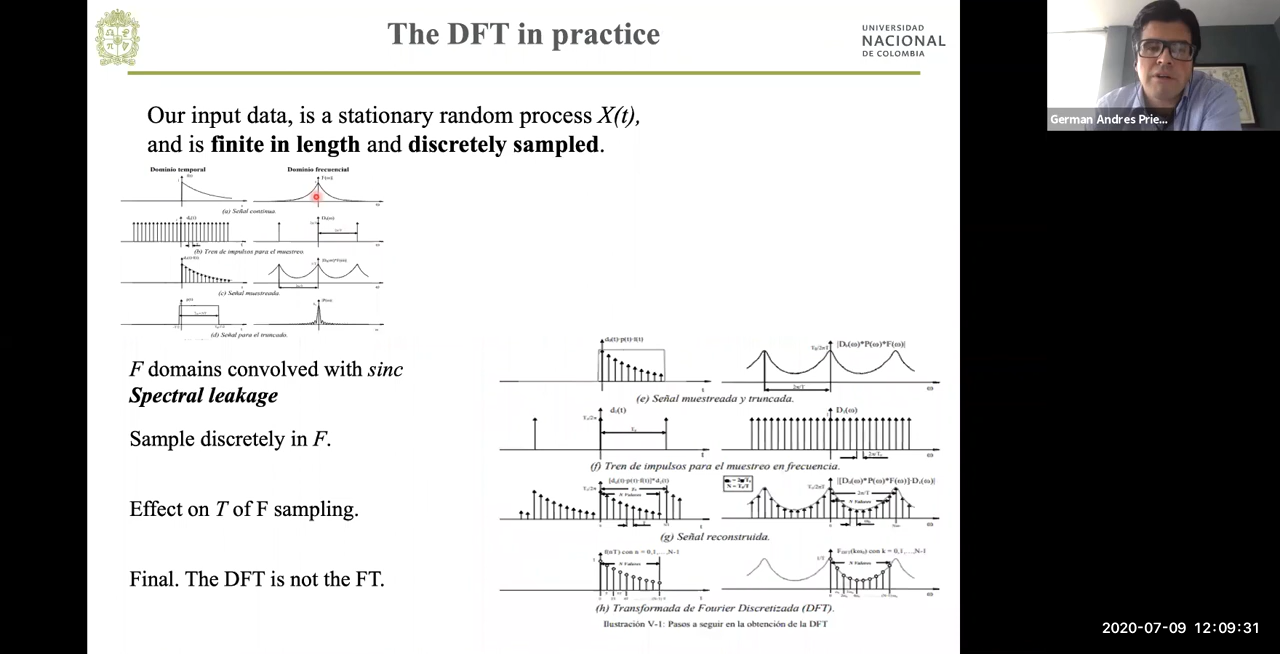 The DFT in practice
UNIVERSIDAD
NACIONAL
DE COLOMBIA
German Andres Prie...
Our input data, is a stationary random process X(t),
and is finite in length and discretely sampled.
Dominio temporal
Dominio frecuencial
(a) Señal continua.
(b) Tren de impulsos para el muestreo.
(c) Señal muestreada.
(d) Señal para el truncado.
F domains convolved with sinc
Spectral leakage
Sample discretely in F.
Effect on T of F sampling.
Final. The DFT is not the FT.
(e) Señal muestreada y truncada.
(f) Tren de impulsos para el muestreo en frecuencia.
(g) Señal reconstruida.
f(nT) con n = 0,1,...,N-1
(h) Transformada de Fourier Discretizada (DFT).
Ilustración V-1: Pasos a seguir en la obtención de la DFT
2020-07-09 12:09:31